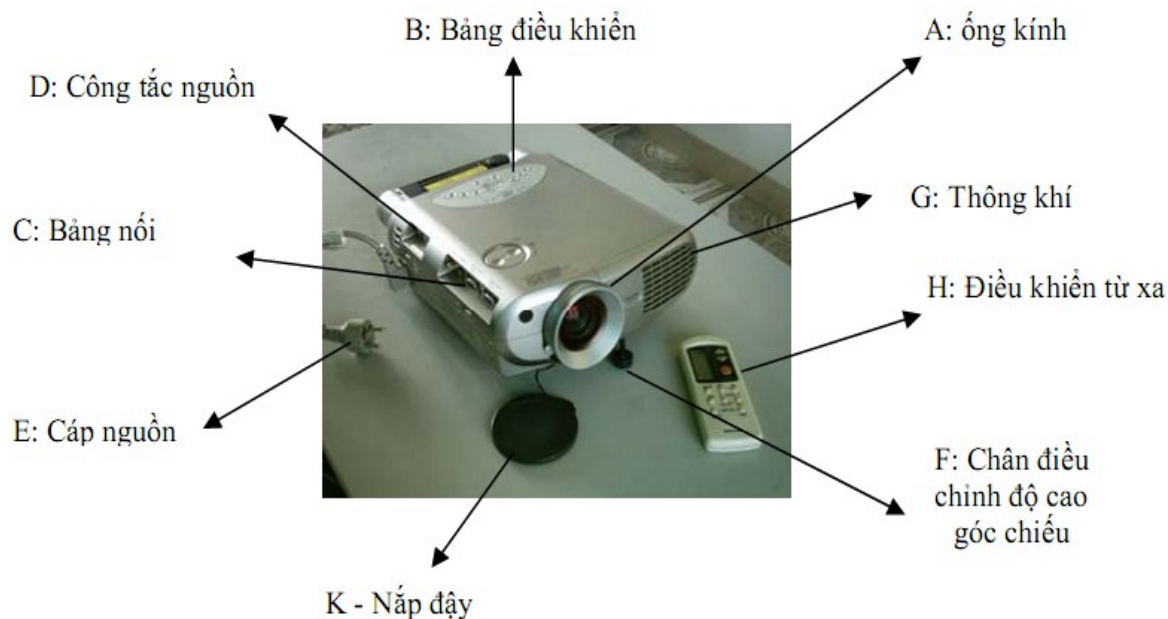 B: Bảng điều khiển
A: ống kính
D: Công tắc nguồn
G: Thông khí
C: Bảng nối
H: Điều khiển từ xa
E: Cáp nguồn
F: Chân điều
chỉnh độ cao
góc chiếu
K - Nắp đậy